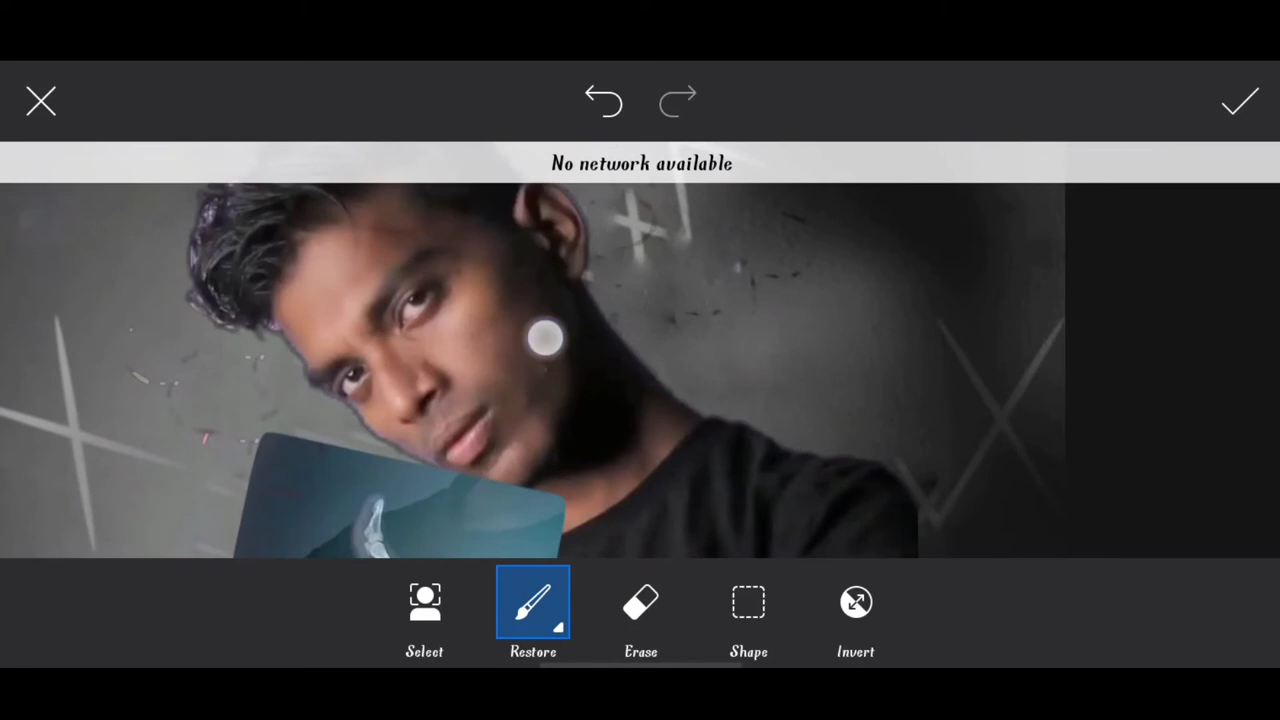 No network available
Select
Restore
Erase
Shape
Invert